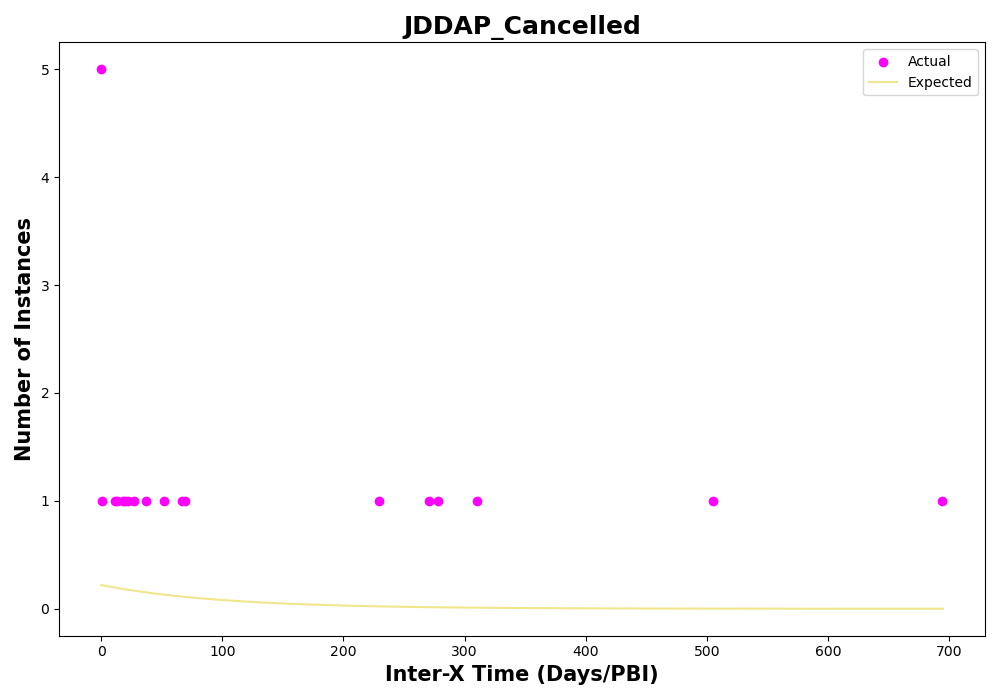 JDDAP_Cancelled
Actual
Expected
5
4
3
2
1
0
Number of Instances
0 100 200 300 400 500 600 700
Inter-X Time (Days/PBI)